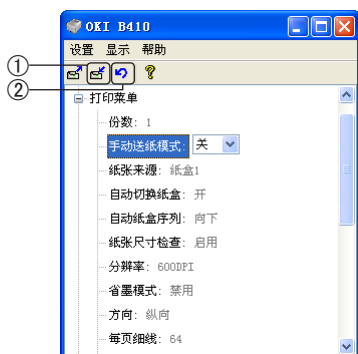 OKI B410
设置 显示 帮助
①
②
打印菜单
份数: 1
手动送纸模式: 关
纸张来源: 纸盒1
自动切换纸盒: 开
自动纸盒序列: 向下
纸张尺寸检查: 启用
分辨率: 600DPI
省墨模式: 禁用
方向: 纵向
每页细线: 64